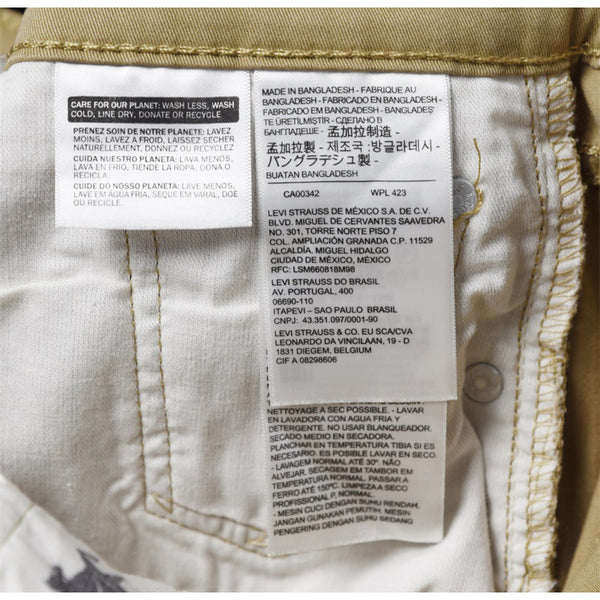 CARE FOR OUR PLANET: WASH LESS, WASH
COLD, LINE DRY, DONATE OR RECYCLE
PRENEZ SOIN DE NOTRE PLANETE: LAVEZ
MOINS, LAVEZ A FROID, LAISSEZ SECHER
NATURELLEMENT. DONNEZ OU RECYCLEZ.
CUIDA NUESTRO PLANETA: LAVA MENOS,
LAVA EN FRIO, TIENDE LA ROPA, DONA O
RECICLA.
CUIDE DO NOSSO PLANETA: LAVE MENOS,
LAVE EM ÁGUA FRIA, SEQUE EM VARAL, DOE
OU RECICLE.
MADE IN BANGLADESH - FABRIQUE AU
BANGLADESH - FABRICADO EN BANGLADESH -
FABRICADO EM BANGLADESH - BANGLADEŞ'
TE ÜRETİLMİŞTİR - СДЕЛАНО В
БАНГЛАДЕШЕ - 孟加拉制造 -
孟加拉製 - 제조국 : 방글라데시 -
バングラデシュ製 -
BUATAN BANGLADESH
CA00342 WPL 423
LEVI STRAUSS DE MÉXICO S.A. DE C.V.
BLVD. MIGUEL DE CERVANTES SAAVEDRA
NO. 301, TORRE NORTE PISO 7
COL. AMPLIACIÓN GRANADA C.P. 11529
ALCALDÍA. MIGUEL HIDALGO
CIUDAD DE MÉXICO, MÉXICO
RFC: LSM660818M98
LEVI STRAUSS DO BRASIL
AV. PORTUGAL, 400
06690-110
ITAPEVI – SAO PAULO BRASIL
CNPJ: 43.351.097/0001-90
LEVI STRAUSS & CO. EU SCA/CVA
LEONARDO DA VINCILAAN, 19 - D
1831 DIEGEM, BELGIUM
CIF A 08298606
NETTOYAGE A SEC POSSIBLE. - LAVAR
EN LAVADORA CON AGUA FRIA Y
DETERGENTE. NO USAR BLANQUEADOR.
SECADO MEDIO EN SECADORA.
PLANCHAR EN TEMPERATURA TIBIA SI ES
NECESARIO. ES POSIBLE LAVAR EN SECO.
- LAVAGEM NORMAL ATÉ 30°. NÃO
ALVEJAR. SECAGEM EM TAMBOR EM
TEMPERATURA NORMAL. PASSAR A
FERRO ATÉ 150ºC. LIMPEZA A SECO
PROFISSIONAL P, NORMAL.
- MESIN CUCI DENGAN SUHU RENDAH.
JANGAN GUNAKAN PEMUTIH. MESIN
PENGERING DENGAN SUHU SEDANG